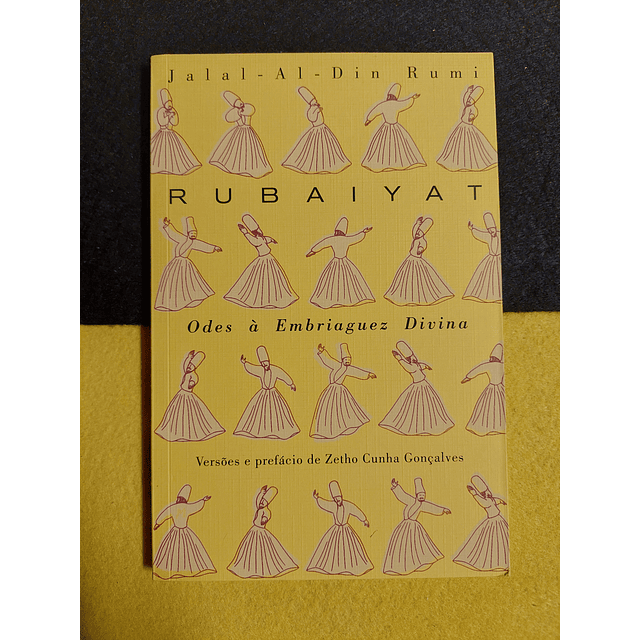 Jalal-Al-Din Rumi
RUBAIYAT
Odes à Embriaguez Divina
Versões e prefácio de Zetho Cunha Gonçalves